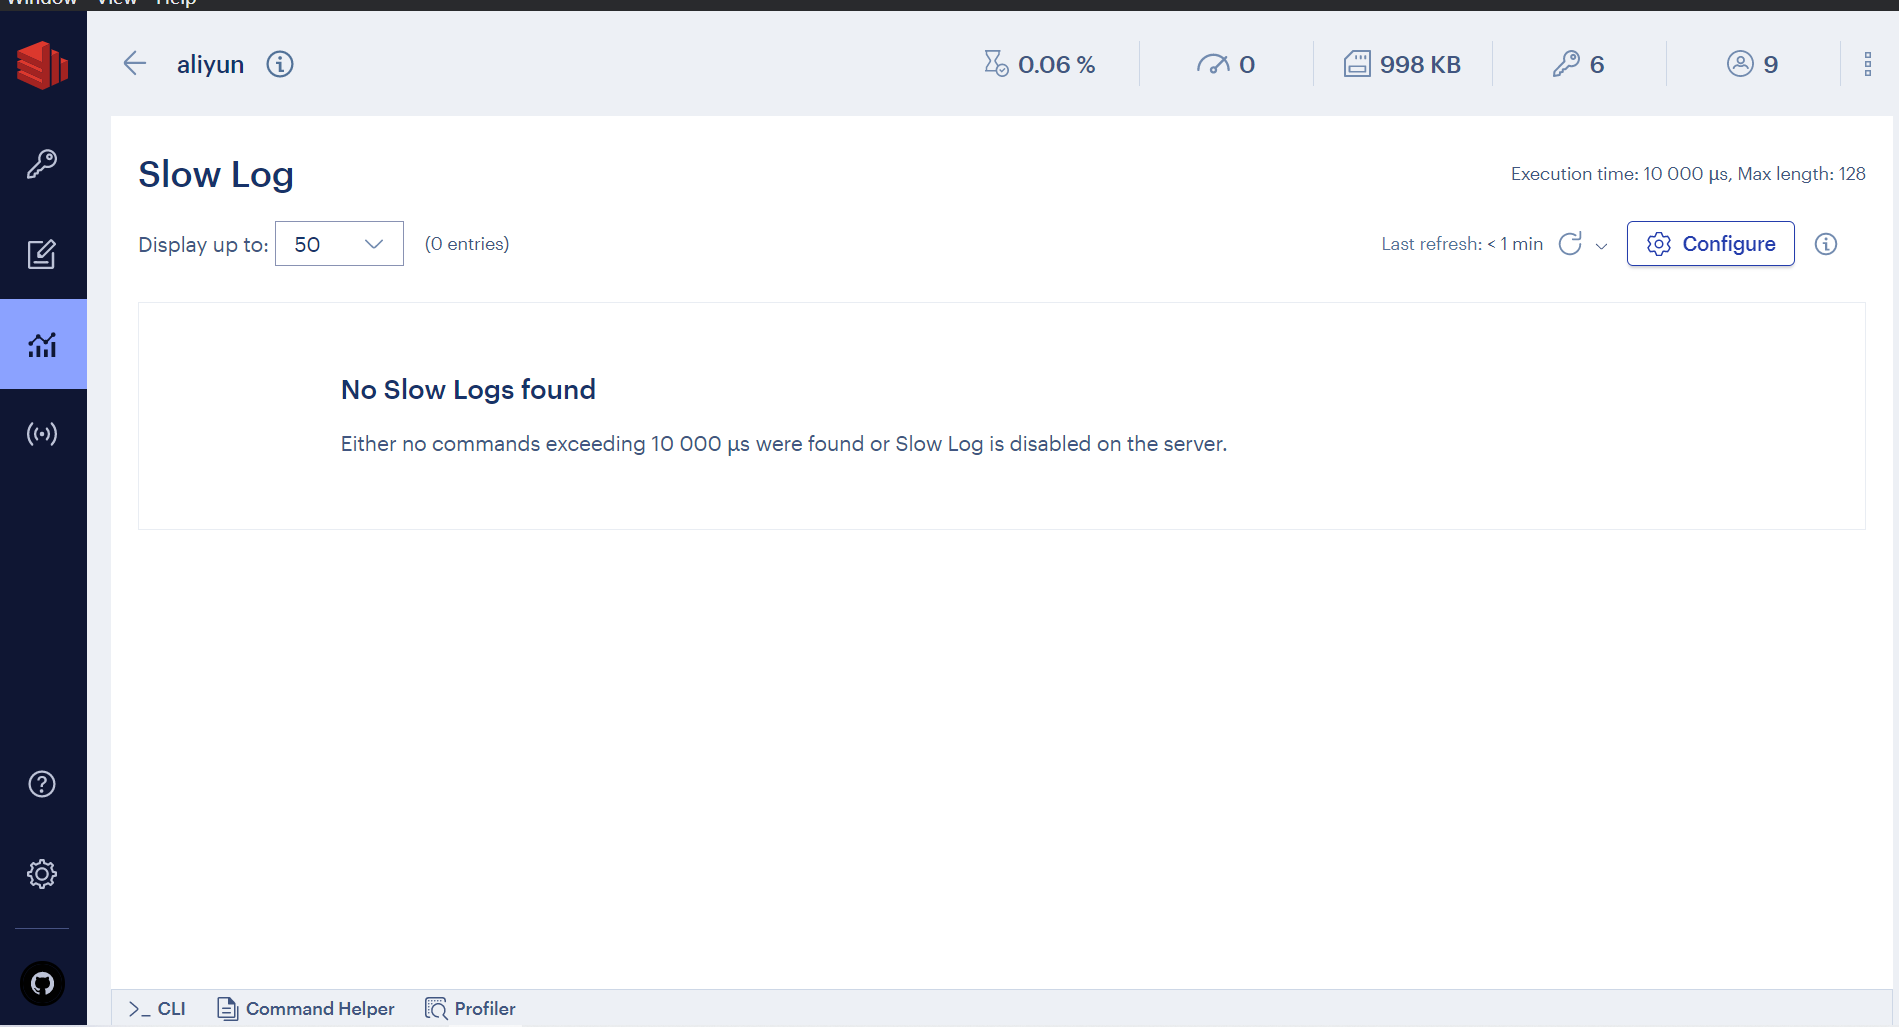 Window View Help
aliyun
0.06 %
0
998 KB
6
9
Slow Log
Execution time: 10 000 µs, Max length: 128
Display up to: 50 (0 entries)
Last refresh: < 1 min
Configure
No Slow Logs found
Either no commands exceeding 10 000 µs were found or Slow Log is disabled on the server.
>_ CLI
Command Helper
Profiler